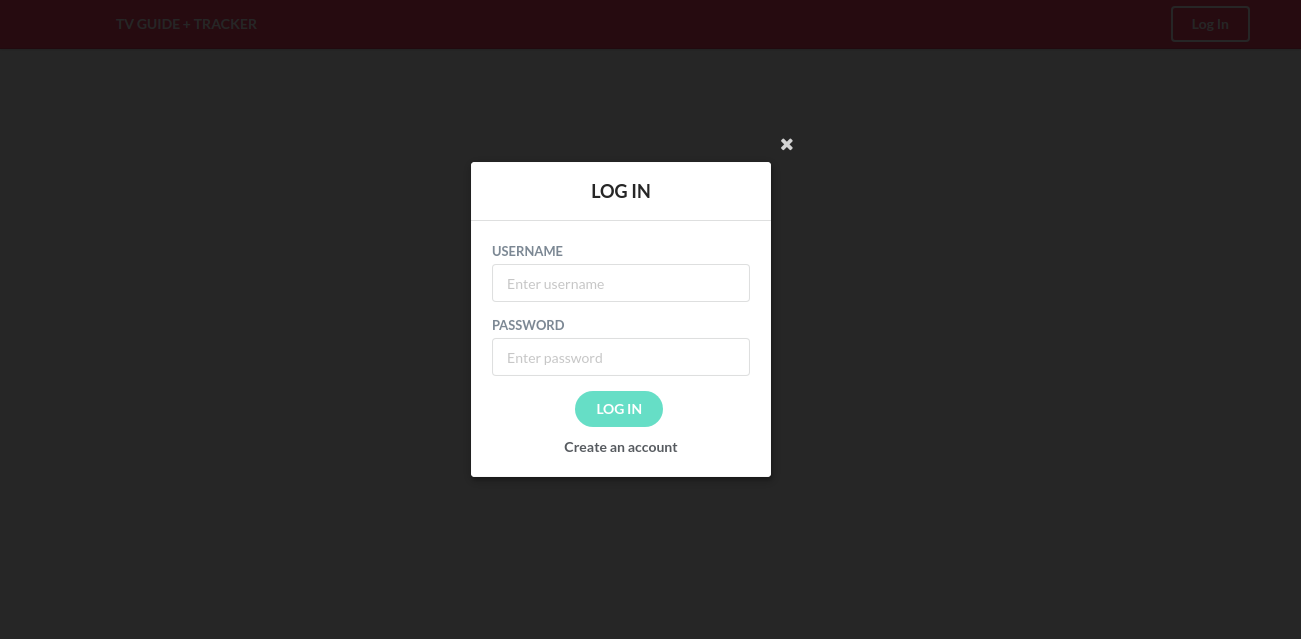 TV GUIDE + TRACKER
Log In
LOG IN
USERNAME
Enter username
PASSWORD
Enter password
LOG IN
Create an account